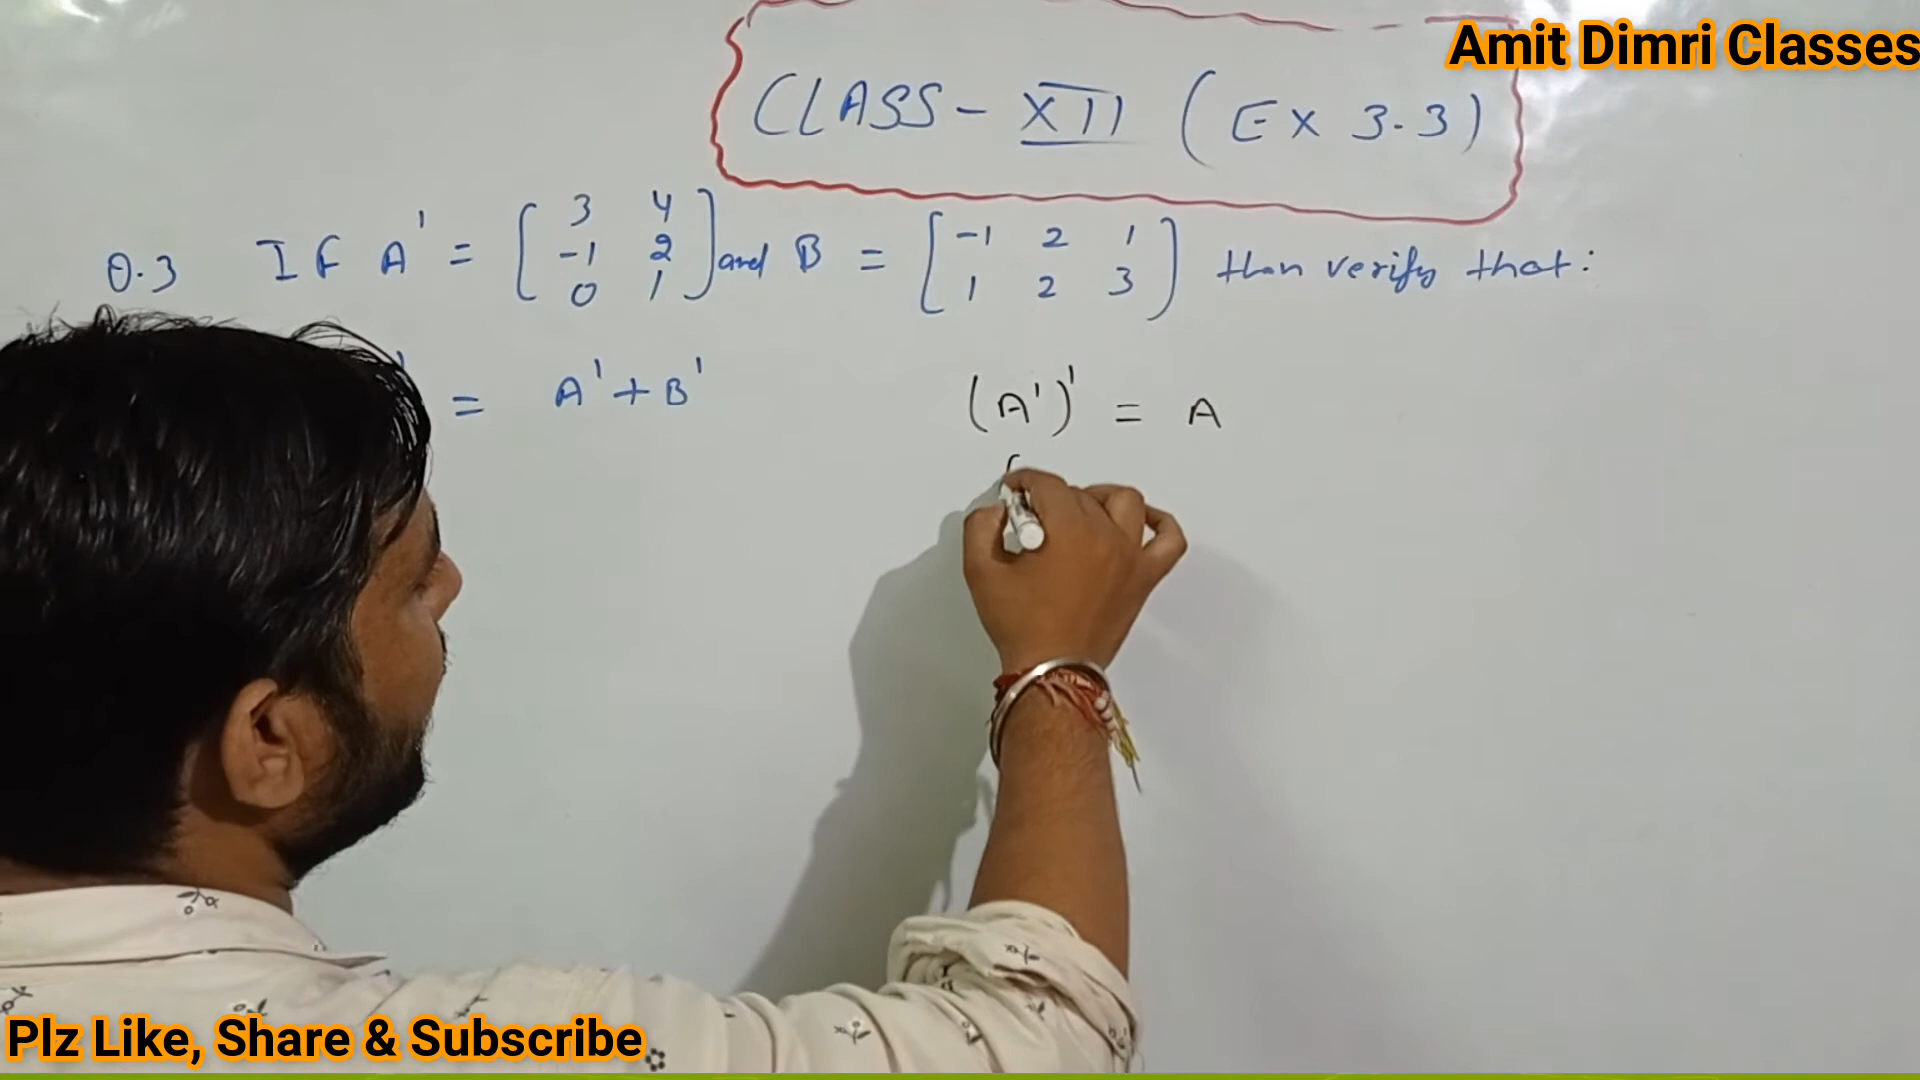 Amit Dimri Classes
CLASS - XII (EX 3.3)
Q.3 If A' = [3 4 -1 2 0 1] and B = [-1 2 1 1 2 3] then verify that:
' = A' + B'
(A')' = A
Plz Like, Share & Subscribe